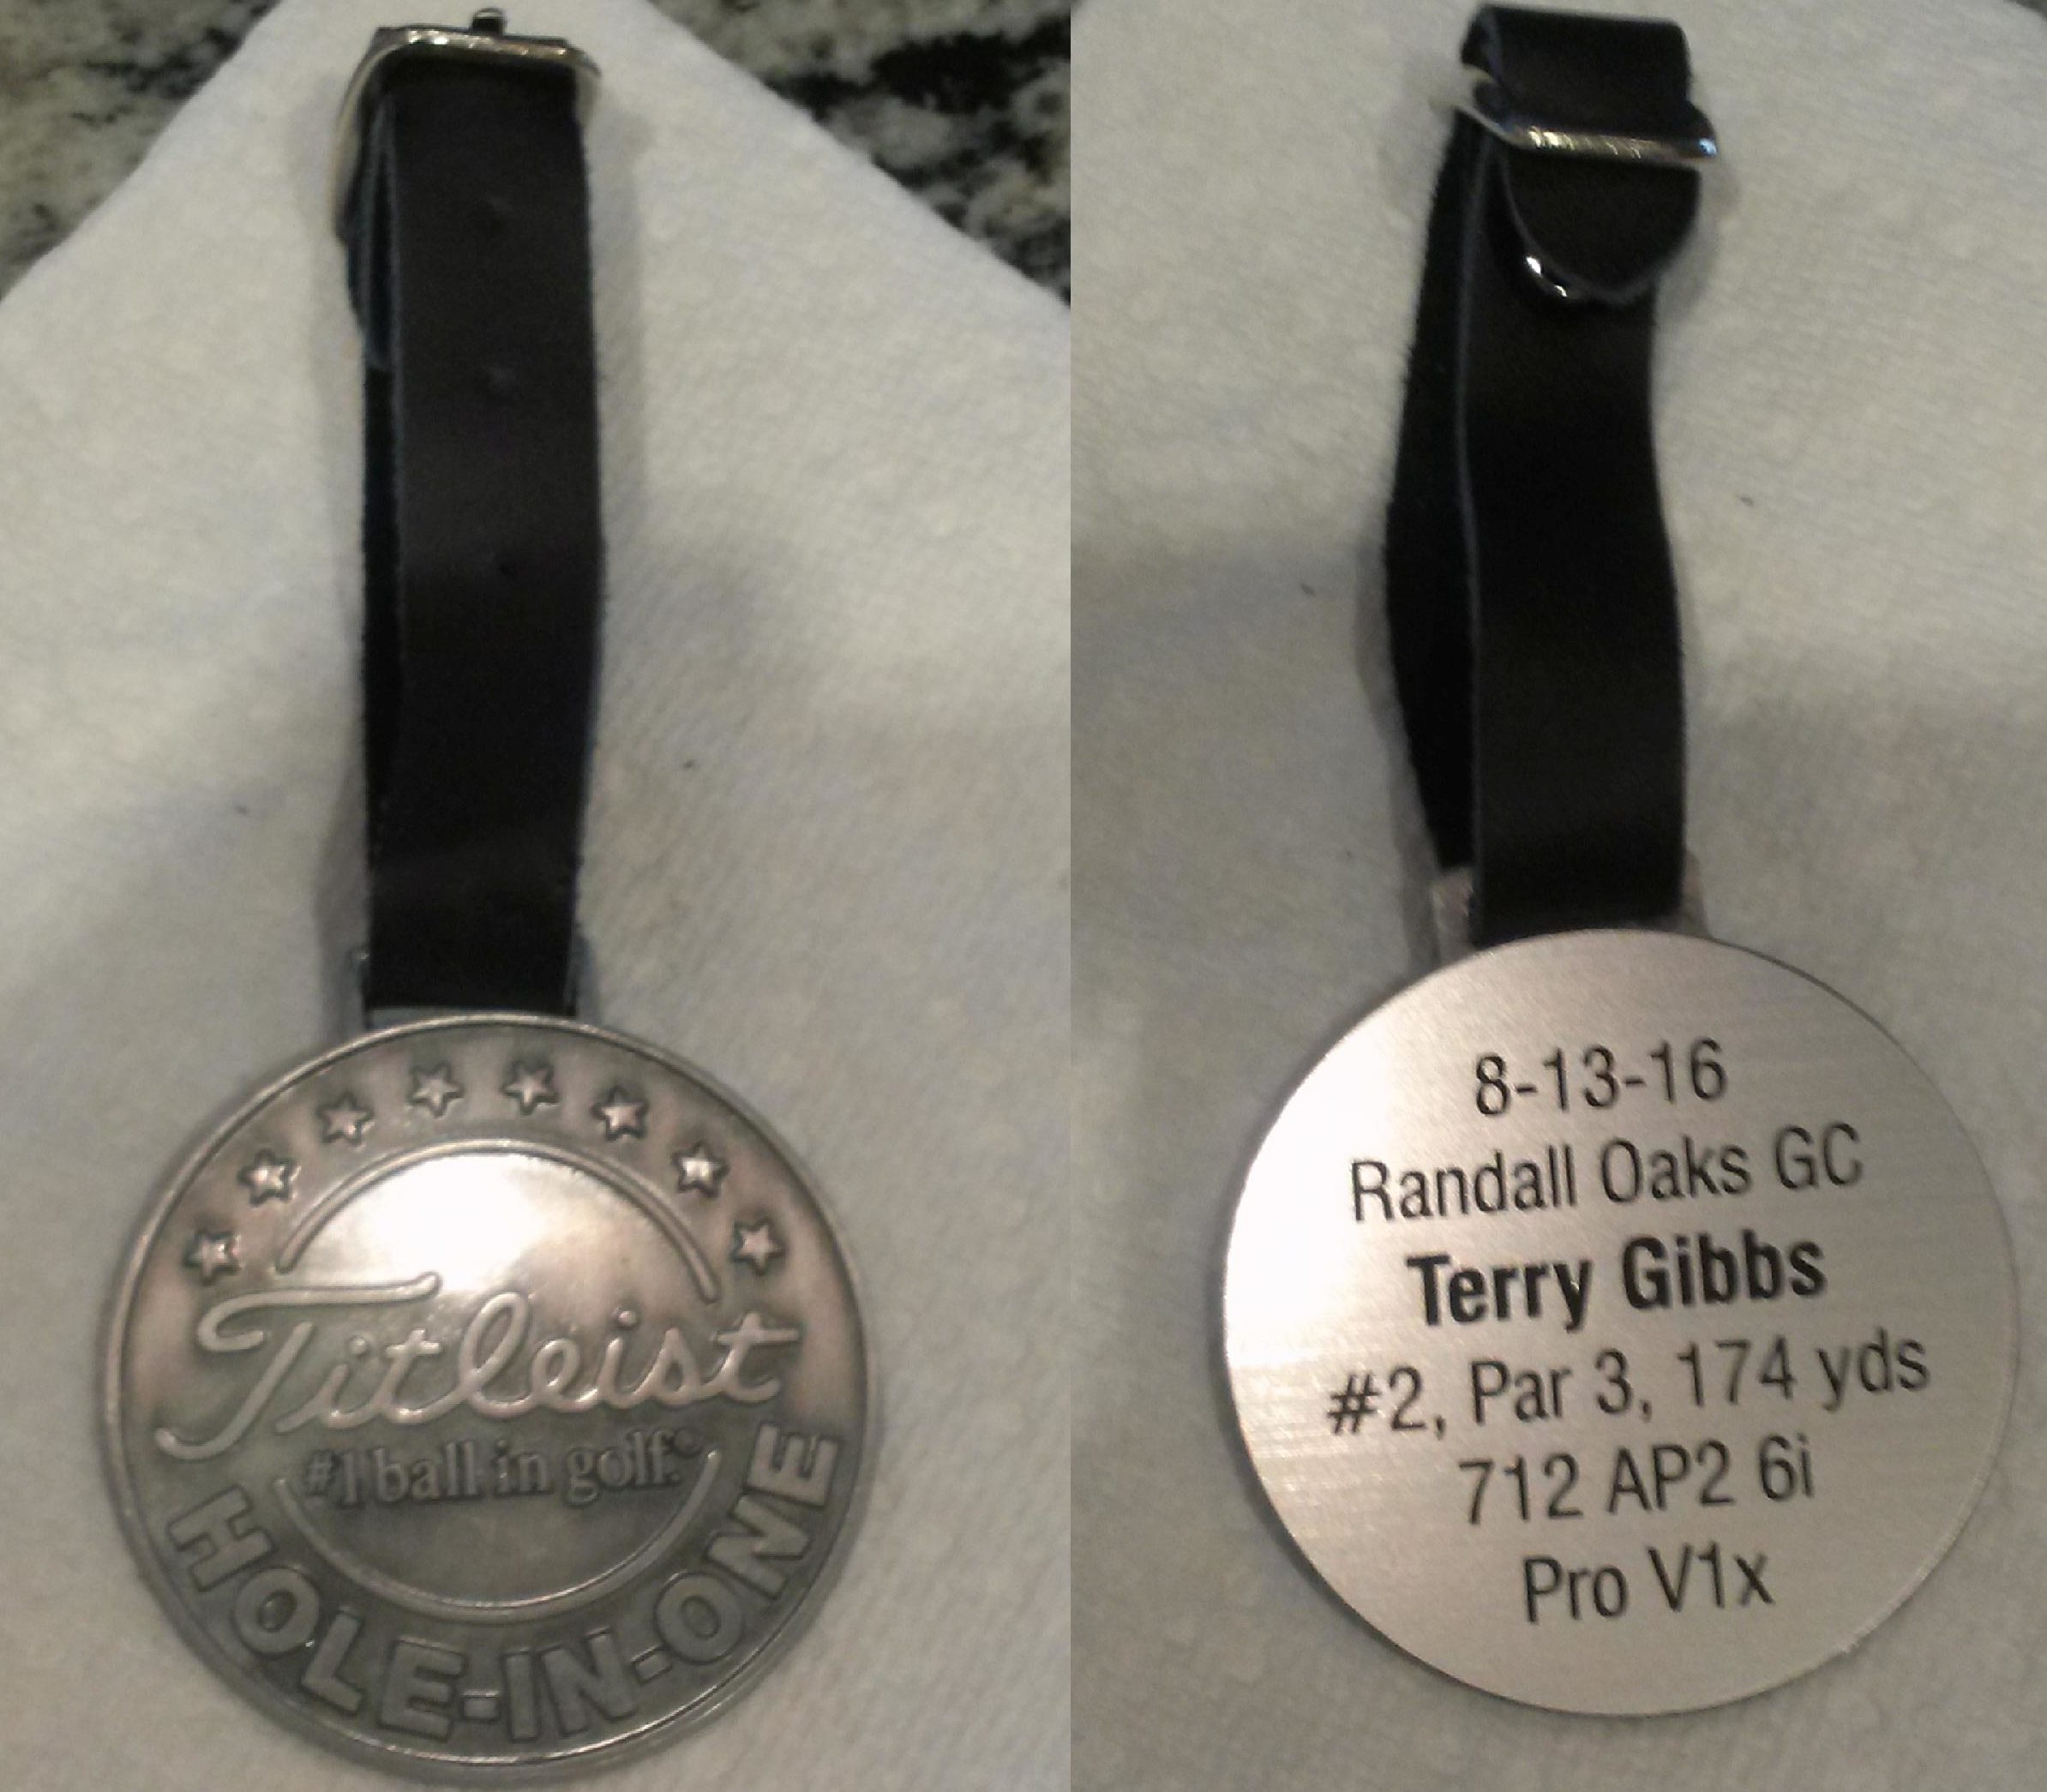 Titleist
#1 ball in golf.®
HOLE-IN-ONE
8-13-16
Randall Oaks GC
Terry Gibbs
#2, Par 3, 174 yds
712 AP2 6i
Pro V1x